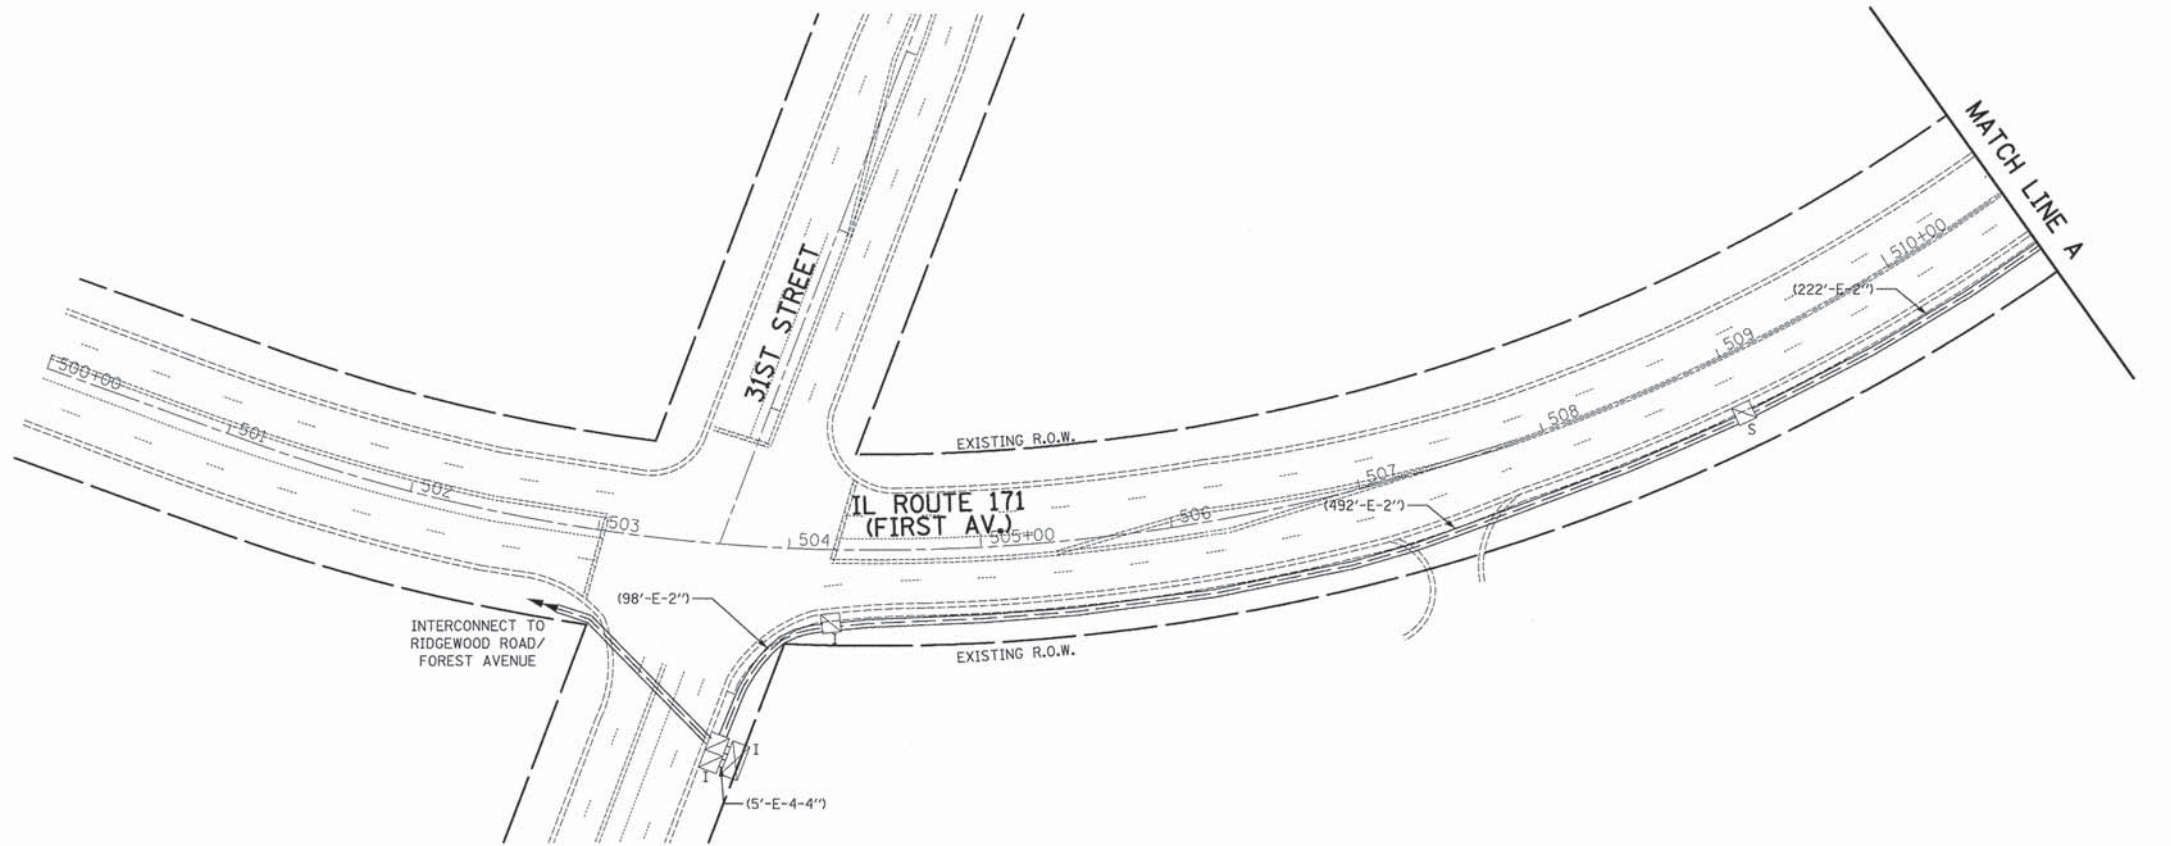 MATCH LINE A
510+00
(222'-E-2")
31ST STREET
509
500+00
508
S
501
EXISTING R.O.W.
507
502
IL ROUTE 171
(FIRST AV.)
(492'-E-2")
506
503
504
505+00
(98'-E-2")
INTERCONNECT TO
RIDGEWOOD ROAD/
FOREST AVENUE
I
EXISTING R.O.W.
I
I
(5'-E-4-4")